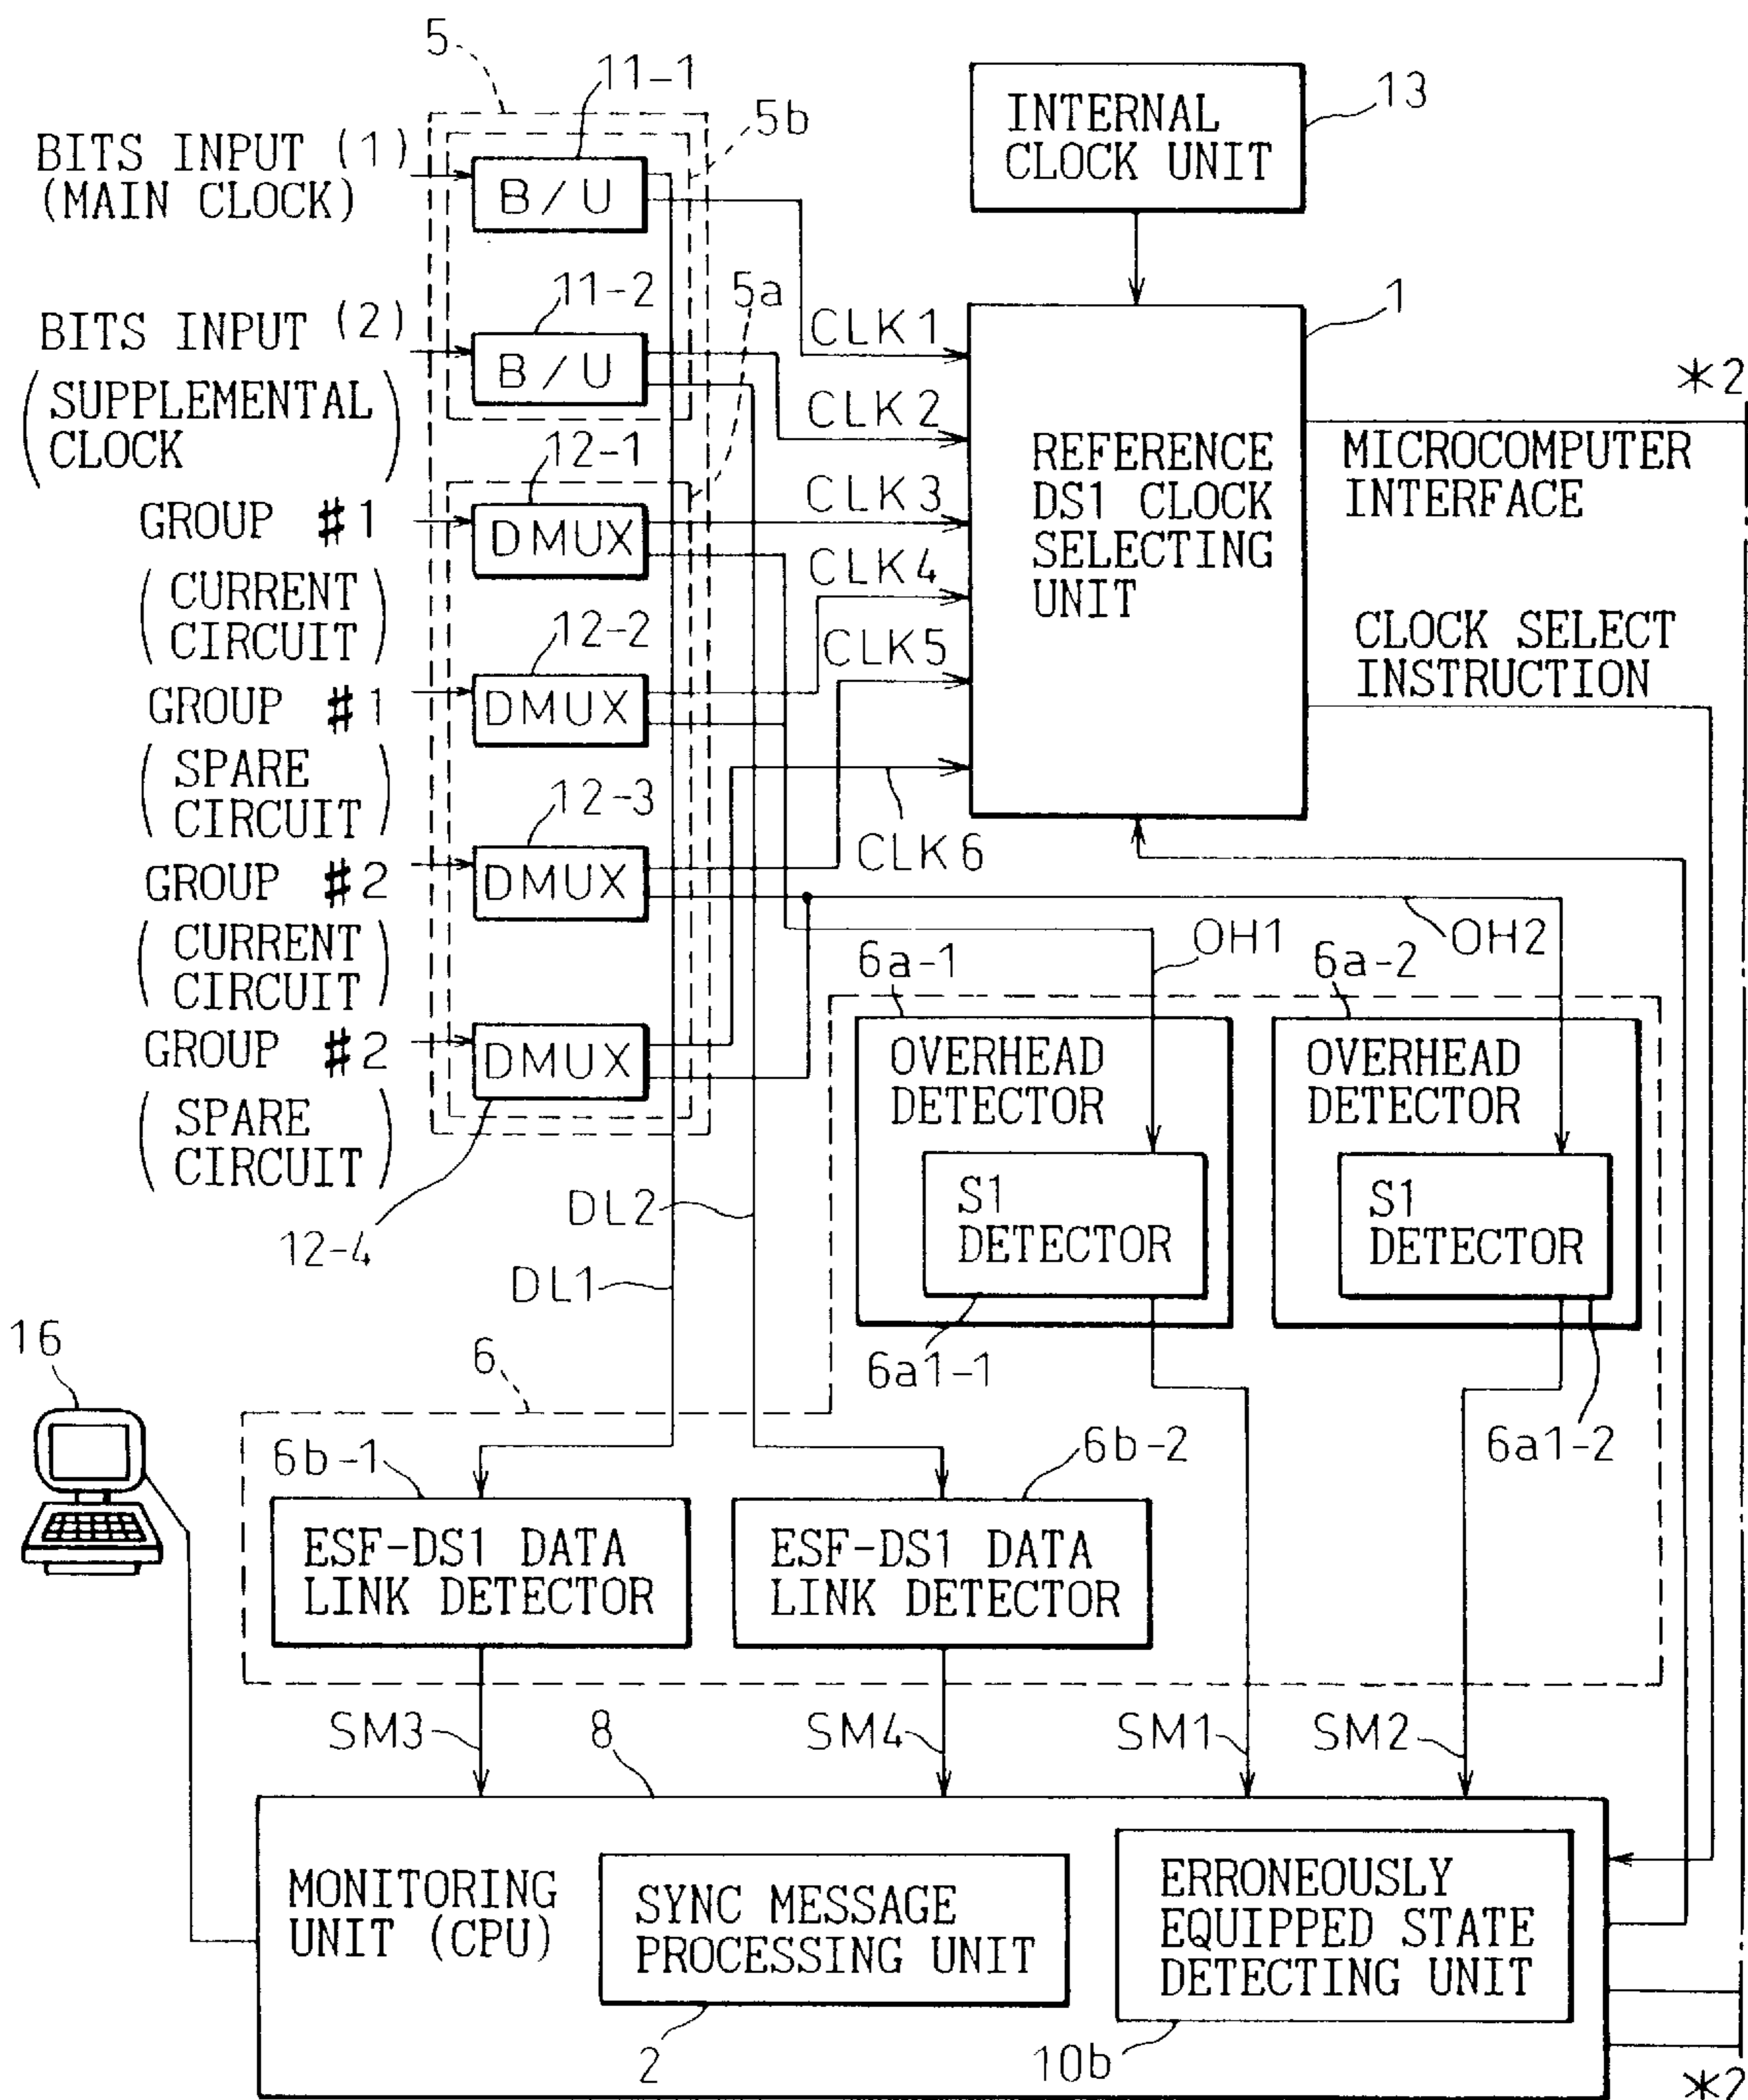 5
11-1
5b
BITS INPUT (1)
(MAIN CLOCK)
B/U
INTERNAL
CLOCK UNIT
13
11-2
5a
BITS INPUT (2)
(SUPPLEMENTAL
CLOCK)
B/U
CLK1
CLK2
1
*2
REFERENCE
DS1 CLOCK
SELECTING
UNIT
MICROCOMPUTER
INTERFACE
12-1
GROUP #1
(CURRENT
CIRCUIT)
DMUX
CLK3
CLK4
12-2
GROUP #1
(SPARE
CIRCUIT)
DMUX
CLK5
CLOCK SELECT
INSTRUCTION
12-3
GROUP #2
(CURRENT
CIRCUIT)
DMUX
CLK6
OH1
OH2
GROUP #2
(SPARE
CIRCUIT)
DMUX
12-4
6a-1
6a-2
OVERHEAD
DETECTOR
OVERHEAD
DETECTOR
S1
DETECTOR
S1
DETECTOR
DL2
DL1
6a1-1
6a1-2
16
6
6b-1
6b-2
ESF-DS1 DATA
LINK DETECTOR
ESF-DS1 DATA
LINK DETECTOR
SM3
8
SM4
SM1
SM2
MONITORING
UNIT (CPU)
SYNC MESSAGE
PROCESSING UNIT
ERRONEOUSLY
EQUIPPED STATE
DETECTING UNIT
2
10b
*2